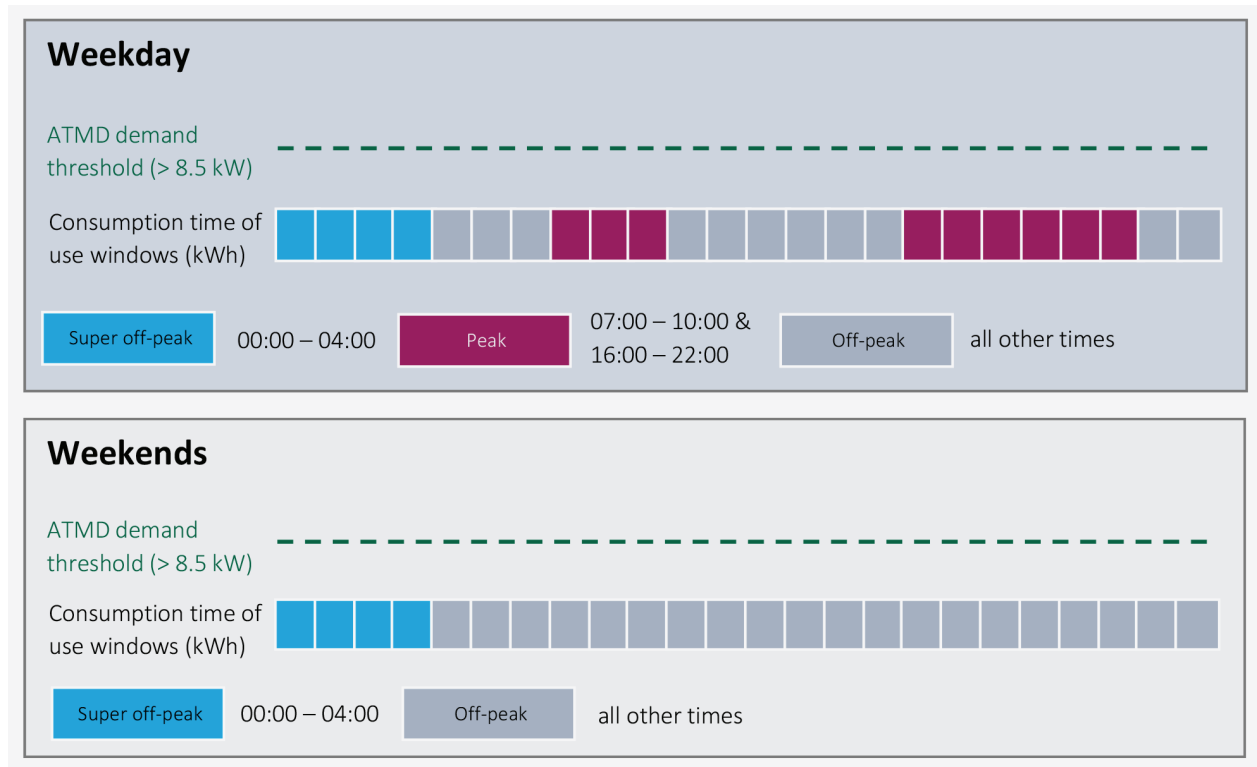 Weekday
ATMD demand
threshold (> 8.5 kW)
Consumption time of
use windows (kWh)
Super off-peak
00:00 – 04:00
Peak
07:00 – 10:00 &
16:00 – 22:00
Off-peak
all other times
Weekends
ATMD demand
threshold (> 8.5 kW)
Consumption time of
use windows (kWh)
Super off-peak
00:00 – 04:00
Off-peak
all other times